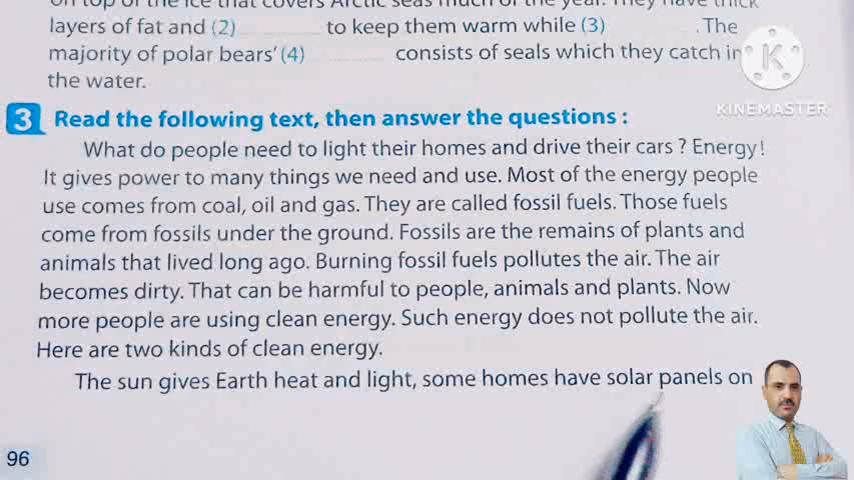 on top of the ice that covers Arctic seas much of the year. They have thick
layers of fat and (2) to keep them warm while (3) . The
majority of polar bears' (4) consists of seals which they catch in
the water.
3 Read the following text, then answer the questions :
What do people need to light their homes and drive their cars ? Energy!
It gives power to many things we need and use. Most of the energy people
use comes from coal, oil and gas. They are called fossil fuels. Those fuels
come from fossils under the ground. Fossils are the remains of plants and
animals that lived long ago. Burning fossil fuels pollutes the air. The air
becomes dirty. That can be harmful to people, animals and plants. Now
more people are using clean energy. Such energy does not pollute the air.
Here are two kinds of clean energy.
The sun gives Earth heat and light, some homes have solar panels on
96
K
KINEMASTER